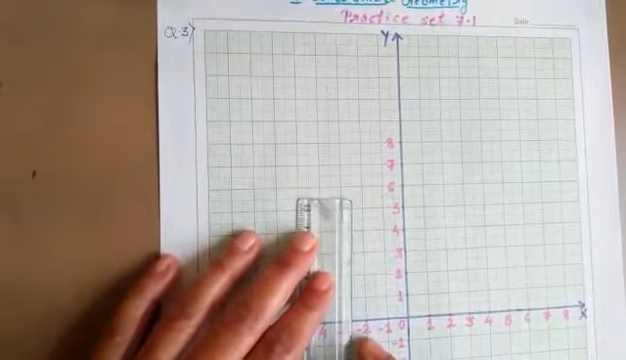 Geometry
Practice set 7.1
Date
Q.3)
Y
8
7
6
5
4
3
2
1
-2 -1 0 1 2 3 4 5 6 7 8 X
-1